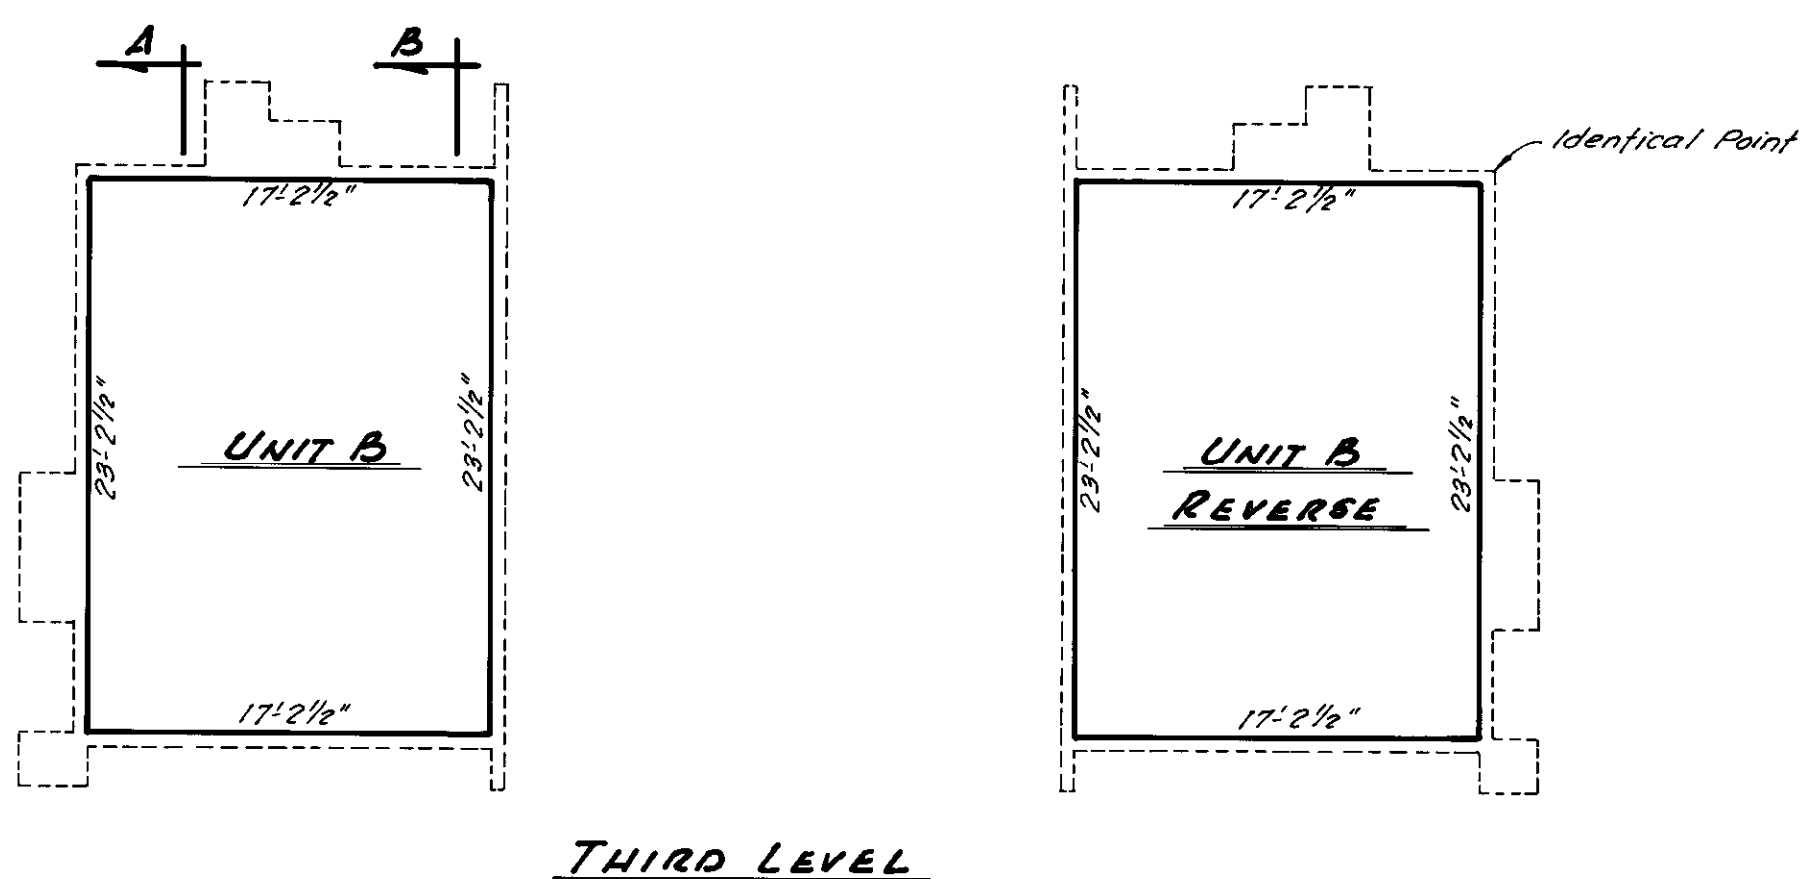 A
B
Identical Point
17'-2½"
17'-2½"
23'-2½"
23'-2½"
23'-2½"
23'-2½"
UNIT B
UNIT B
REVERSE
17'-2½"
17'-2½"
THIRD LEVEL